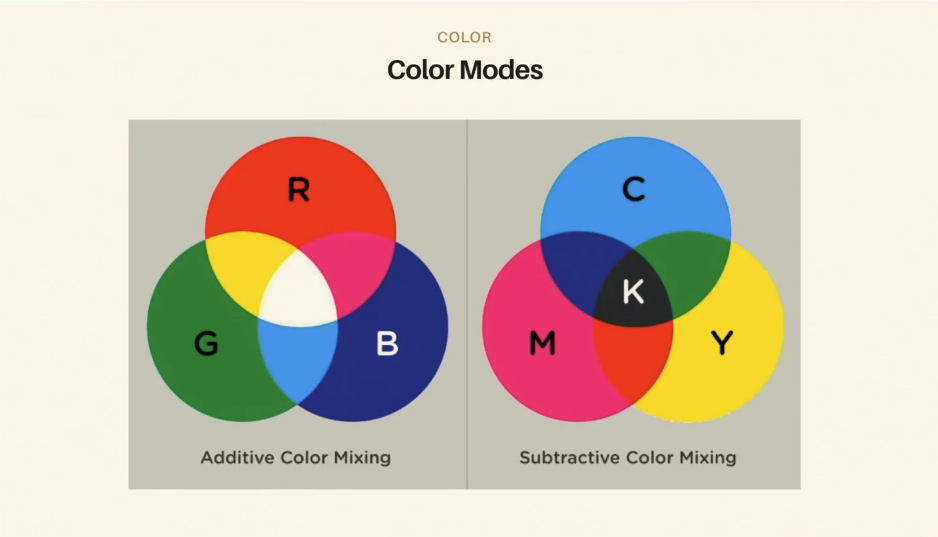 COLOR
Color Modes
R
G
B
Additive Color Mixing
C
K
M
Y
Subtractive Color Mixing